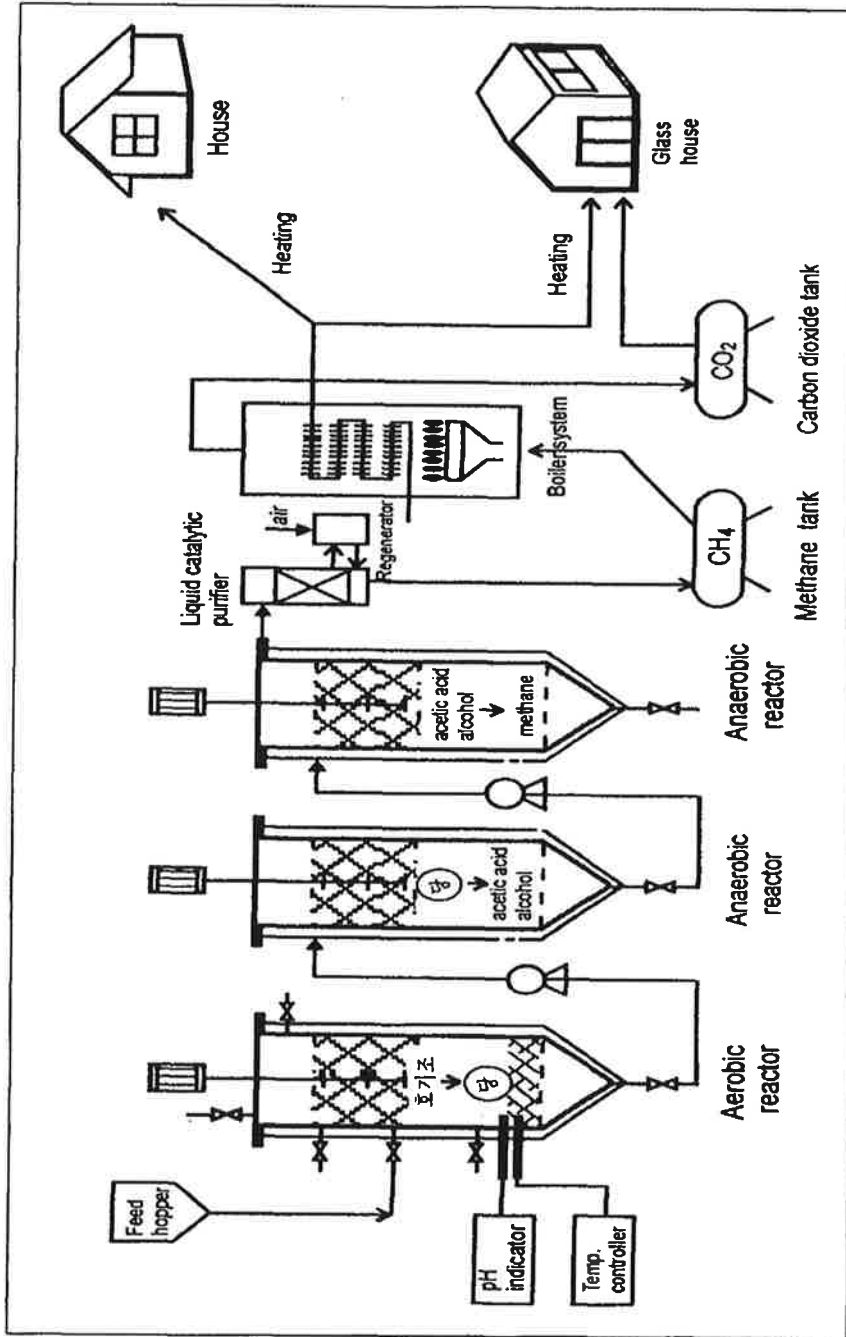 Feed
hopper
pH
indicator
Temp.
controller
호기조
당
Aerobic
reactor
당
acetic acid
alcohol
Anaerobic
reactor
acetic acid
alcohol
methane
Anaerobic
reactor
Liquid catalytic
purifier
air
Regenerator
Boiler system
CH₄
Methane tank
CO₂
Carbon dioxide tank
Heating
Heating
House
Glass
house